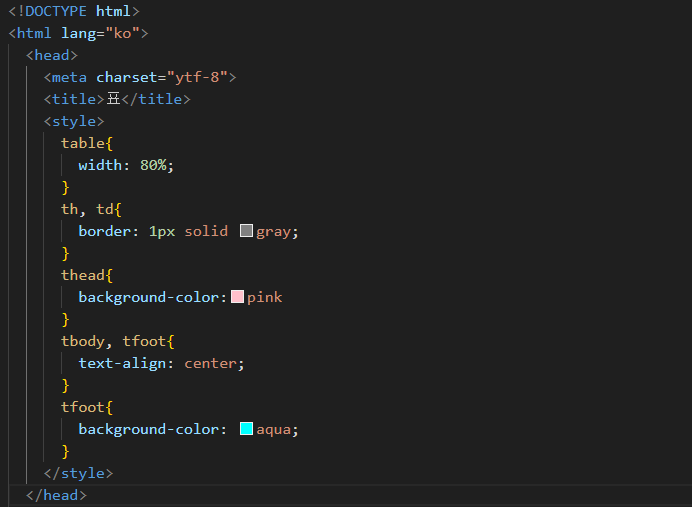 <!DOCTYPE html>
<html lang="ko">
<head>
<meta charset="ytf-8">
<title>표</title>
<style>
table{
width: 80%;
}
th, td{
border: 1px solid gray;
}
thead{
background-color:pink
}
tbody, tfoot{
text-align: center;
}
tfoot{
background-color: aqua;
}
</style>
</head>